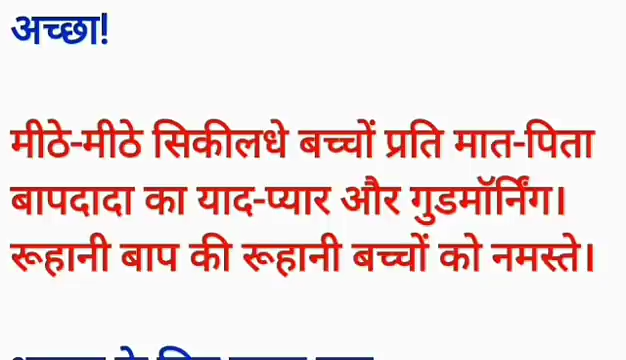 अच्छा!
मीठे-मीठे सिकीलधे बच्चों प्रति मात-पिता
बापदादा का याद-प्यार और गुडमॉर्निंग।
रूहानी बाप की रूहानी बच्चों को नमस्ते।